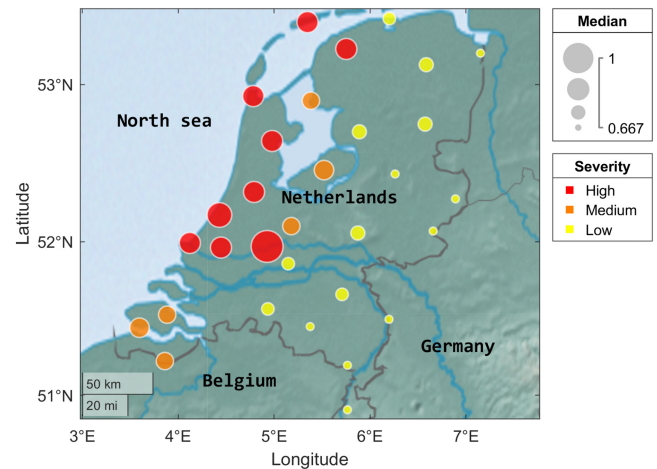 53°N
52°N
51°N
Latitude
North sea
Netherlands
Germany
Belgium
50 km
20 mi
3°E 4°E 5°E 6°E 7°E
Longitude
Median
1
0.667
Severity
High
Medium
Low